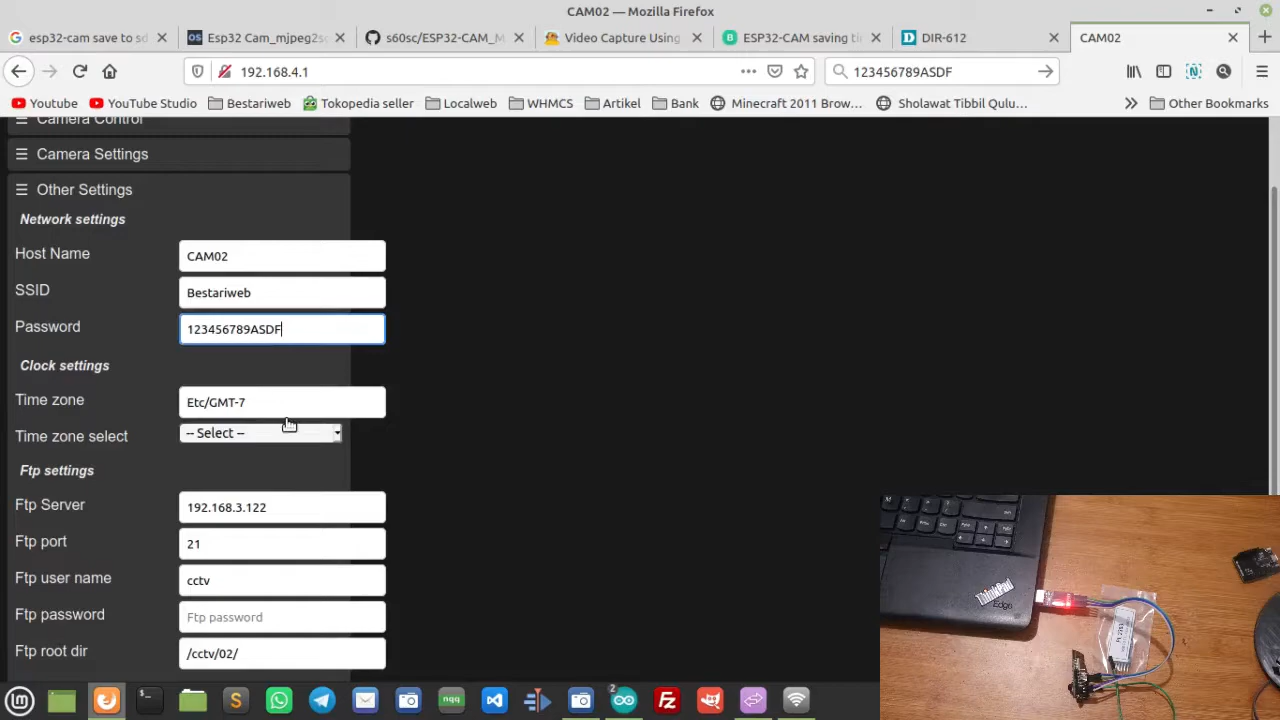 CAM02 — Mozilla Firefox
esp32-cam save to sd
Esp32 Cam_mjpeg2s
s60sc/ESP32-CAM_M
Video Capture Using
ESP32-CAM saving ti
DIR-612
CAM02
192.168.4.1
123456789ASDF
Youtube
YouTube Studio
Bestariweb
Tokopedia seller
Localweb
WHMCS
Artikel
Bank
Minecraft 2011 Brow...
Sholawat Tibbil Qulu...
Other Bookmarks
Camera Control
Camera Settings
Other Settings
Network settings
Host Name CAM02
SSID Bestariweb
Password 123456789ASDF
Clock settings
Time zone Etc/GMT-7
Time zone select -- Select --
Ftp settings
Ftp Server 192.168.3.122
Ftp port 21
Ftp user name cctv
Ftp password Ftp password
Ftp root dir /cctv/02/
ThinkPad
Edge
nqq
2